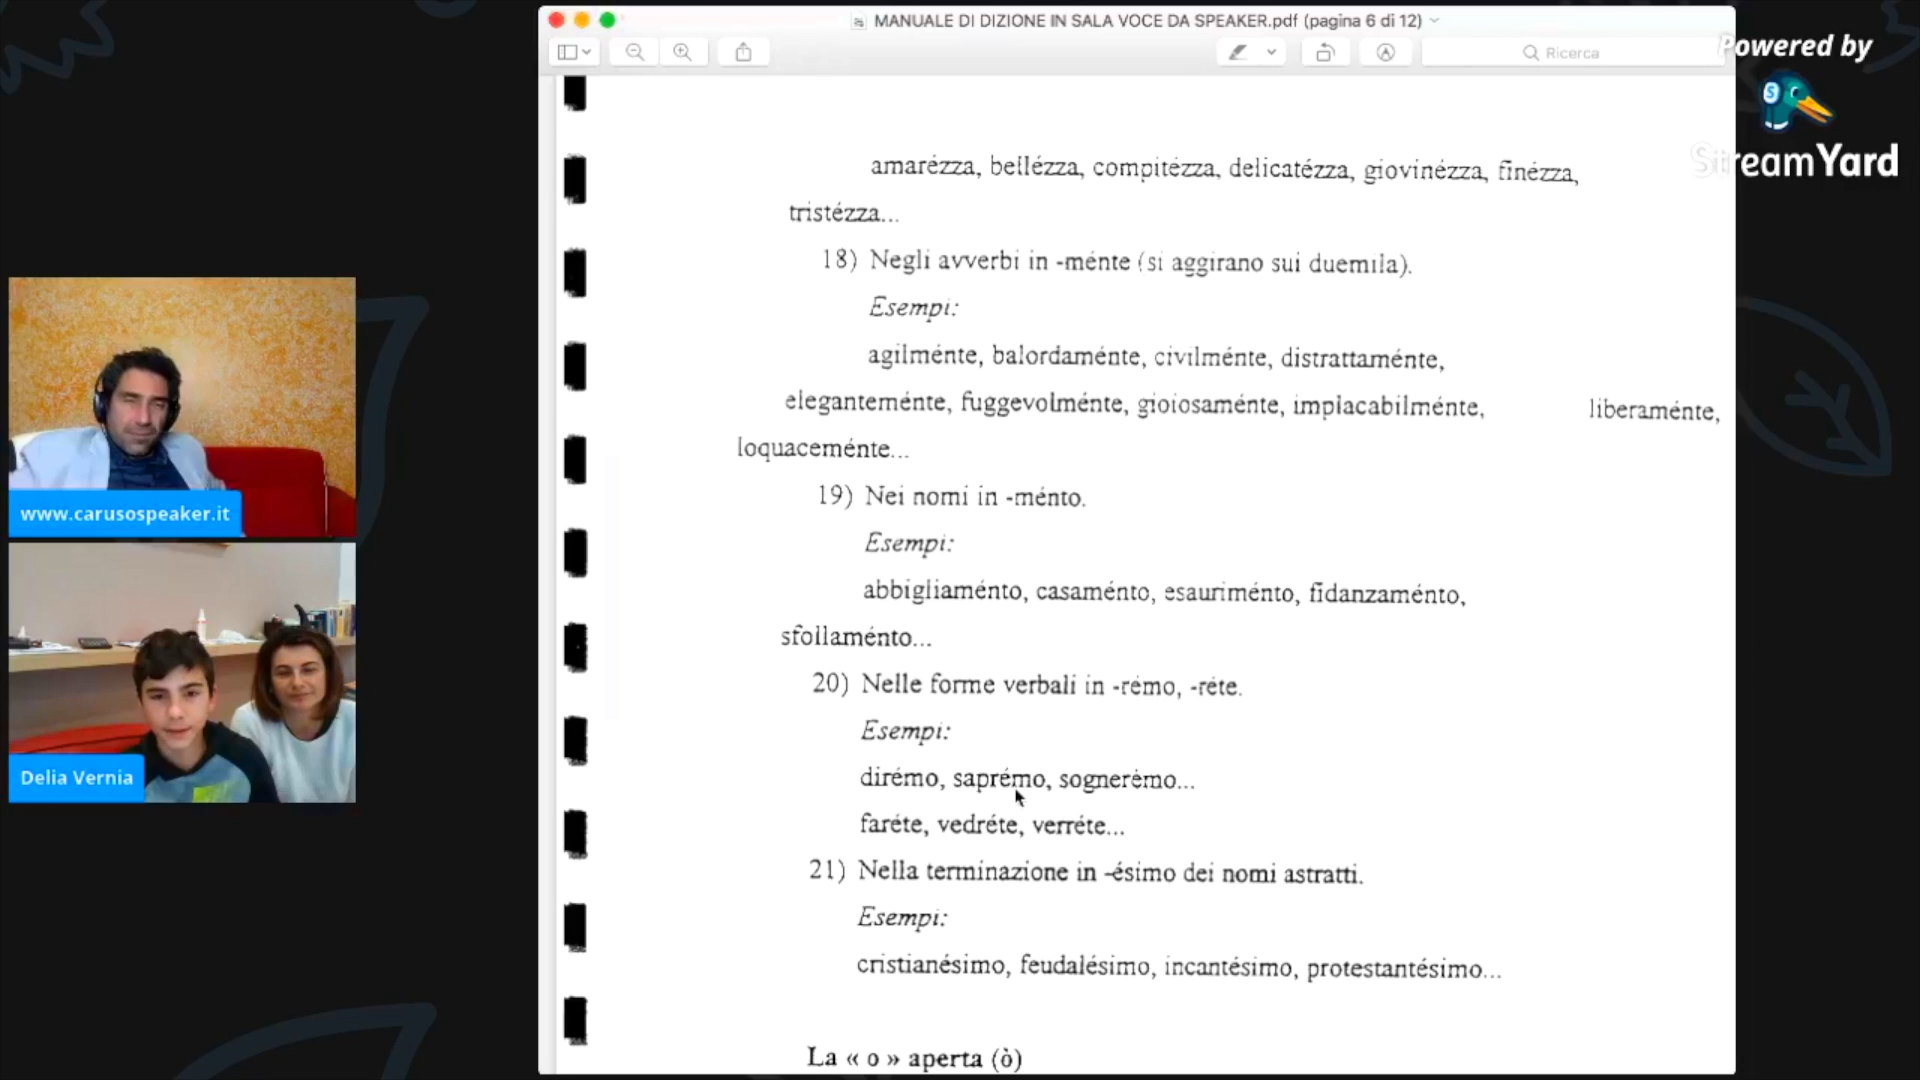 MANUALE DI DIZIONE IN SALA VOCE DA SPEAKER.pdf (pagina 6 di 12)
Ricerca
Powered by
StreamYard
amarézza, bellézza, compitézza, delicatézza, giovinézza, finézza,
tristézza...
18) Negli avverbi in -ménte (si aggirano sui duemila).
Esempi:
agilménte, balordaménte, civilménte, distrattaménte,
eleganteménte, fuggevolménte, gioiosaménte, implacabilménte, liberaménte,
loquaceménte...
19) Nei nomi in -ménto.
Esempi:
abbigliaménto, casaménto, esauriménto, fidanzaménto,
sfollaménto...
20) Nelle forme verbali in -rémo, -réte.
Esempi:
dirémo, saprémo, sognerémo...
faréte, vedréte, verréte...
21) Nella terminazione in -ésimo dei nomi astratti.
Esempi:
cristianésimo, feudalésimo, incantésimo, protestantésimo...
La « o » aperta (ò)
www.carusospeaker.it
Delia Vernia